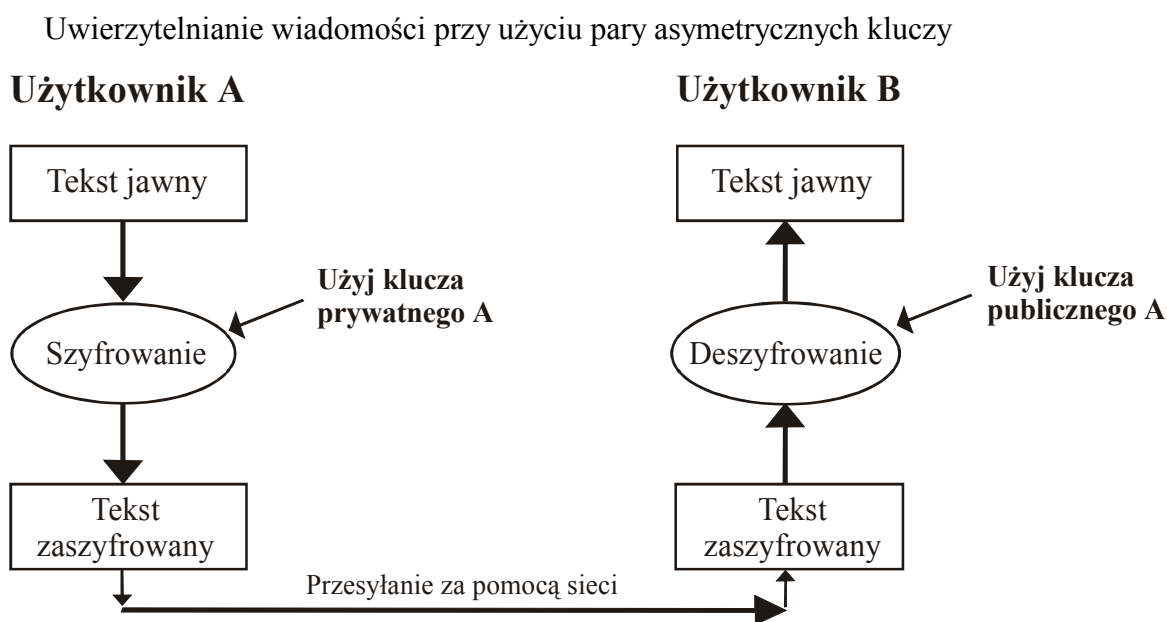 Uwierzytelnianie wiadomości przy użyciu pary asymetrycznych kluczy
Użytkownik A
Tekst jawny
Użyj klucza
prywatnego A
Szyfrowanie
Tekst
zaszyfrowany
Przesyłanie za pomocą sieci
Użytkownik B
Tekst jawny
Użyj klucza
publicznego A
Deszyfrowanie
Tekst
zaszyfrowany